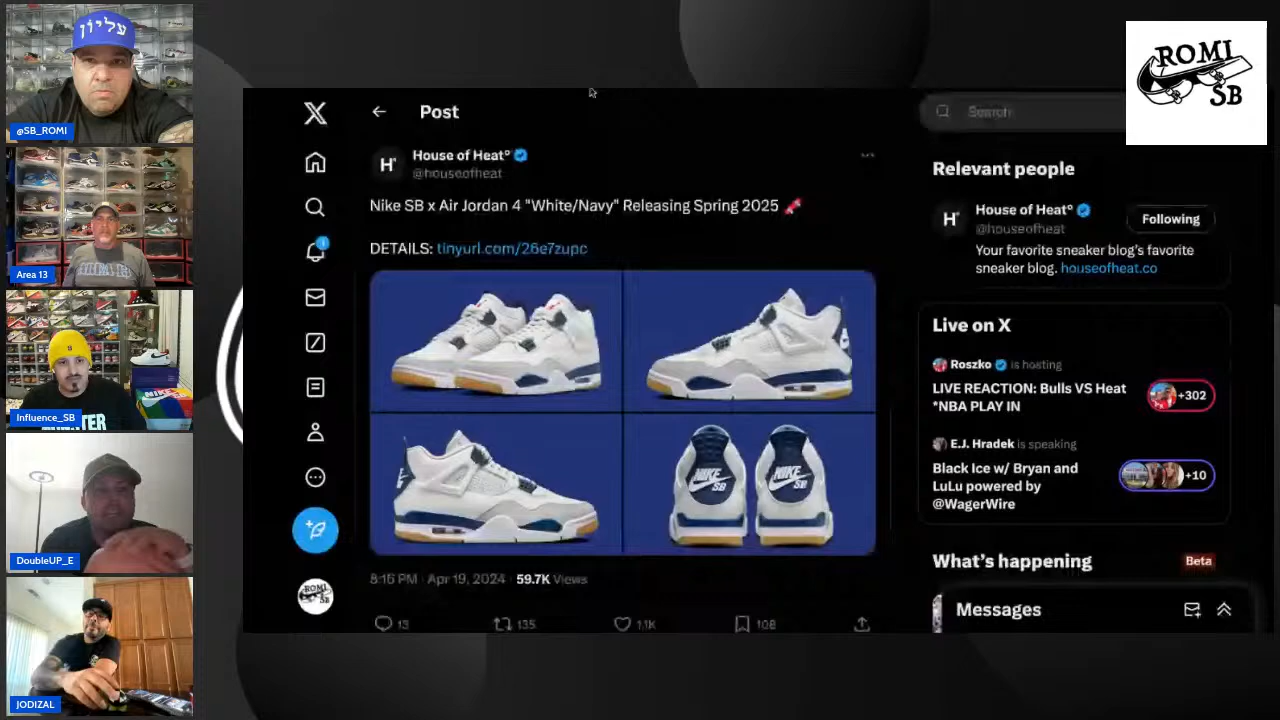 עליון
@SB_ROMI
Area 13
Influence_SB
DoubleUP_E
JODIZAL
Post
House of Heat°
@houseofheat
Nike SB x Air Jordan 4 "White/Navy" Releasing Spring 2025
DETAILS: tinyurl.com/26e7zupc
NIKE SB
NIKE SB
8:16 PM · Apr 19, 2024 · 59.7K Views
13
135
1.1K
108
Search
ROMI
SB
Relevant people
House of Heat°
@houseofheat
Following
Your favorite sneaker blog's favorite
sneaker blog. houseofheat.co
Live on X
Roszko is hosting
LIVE REACTION: Bulls VS Heat
*NBA PLAY IN
+302
E.J. Hradek is speaking
Black Ice w/ Bryan and
LuLu powered by
@WagerWire
+10
What's happening
Beta
Messages
ROMI
SB